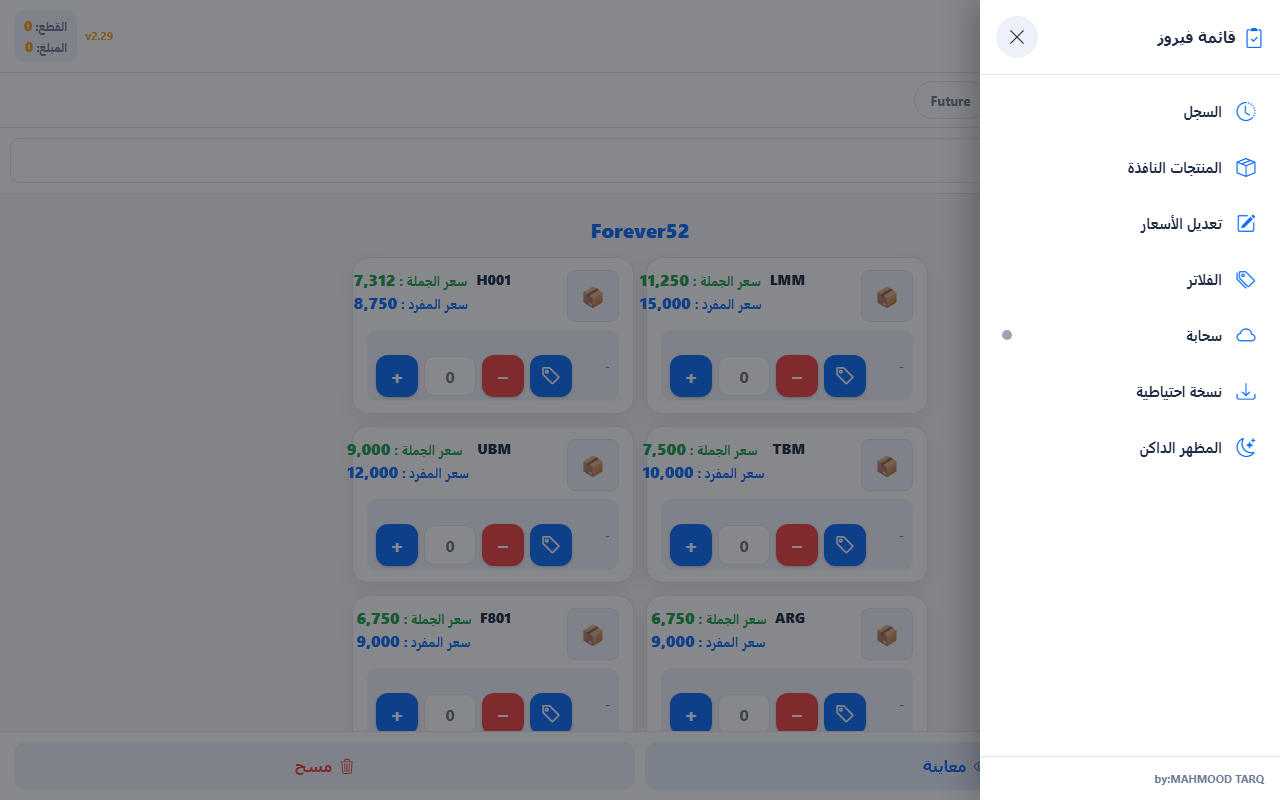 قائمة فيروز
السجل
المنتجات النافذة
تعديل الأسعار
الفلاتر
سحابة
نسخة احتياطية
المظهر الداكن
by:MAHMOOD TARQ
القطع: 0
المبلغ: 0
v2.29
Future
Forever52
LMM سعر الجملة : 11,250
سعر المفرد : 15,000
-
0
+
−
H001 سعر الجملة : 7,312
سعر المفرد : 8,750
-
0
+
−
TBM سعر الجملة : 7,500
سعر المفرد : 10,000
-
0
+
−
UBM سعر الجملة : 9,000
سعر المفرد : 12,000
-
0
+
−
ARG سعر الجملة : 6,750
سعر المفرد : 9,000
-
0
+
−
F801 سعر الجملة : 6,750
سعر المفرد : 9,000
-
0
+
−
معاينة
مسح